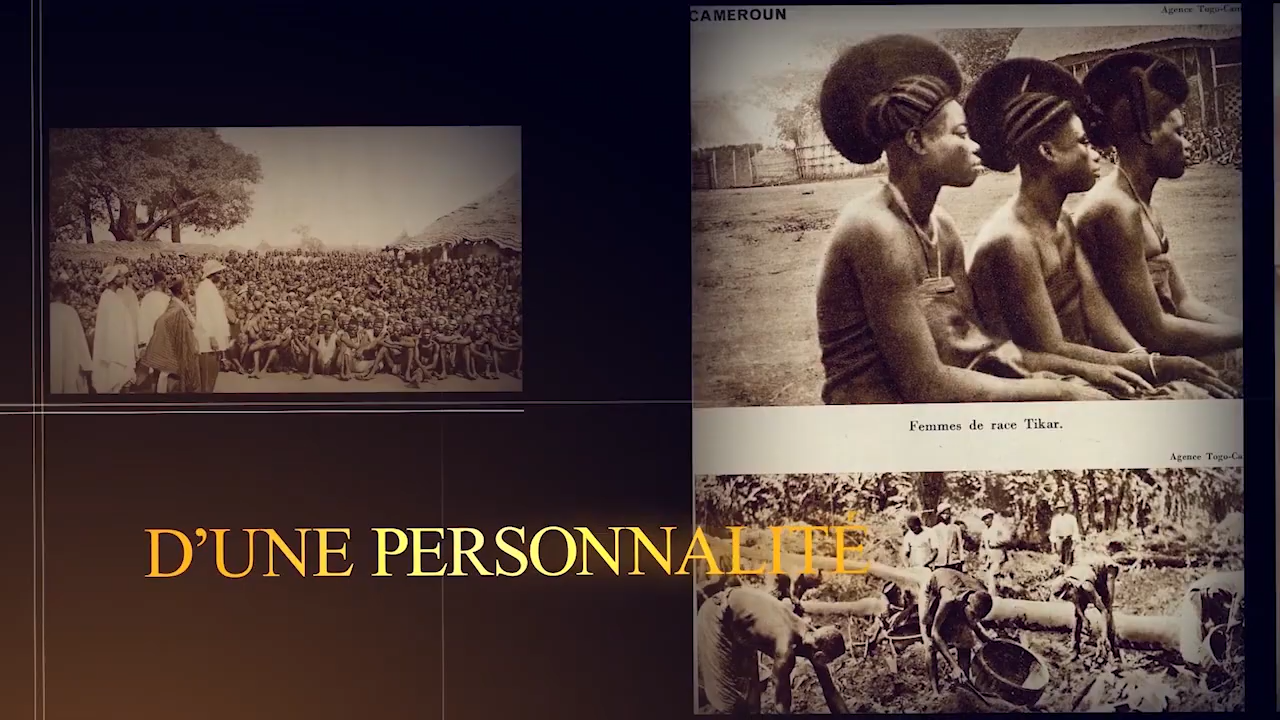 CAMEROUN
Agence Togo-Cam
Femmes de race Tikar.
Agence Togo-Ca
D'UNE PERSONNALITÉ